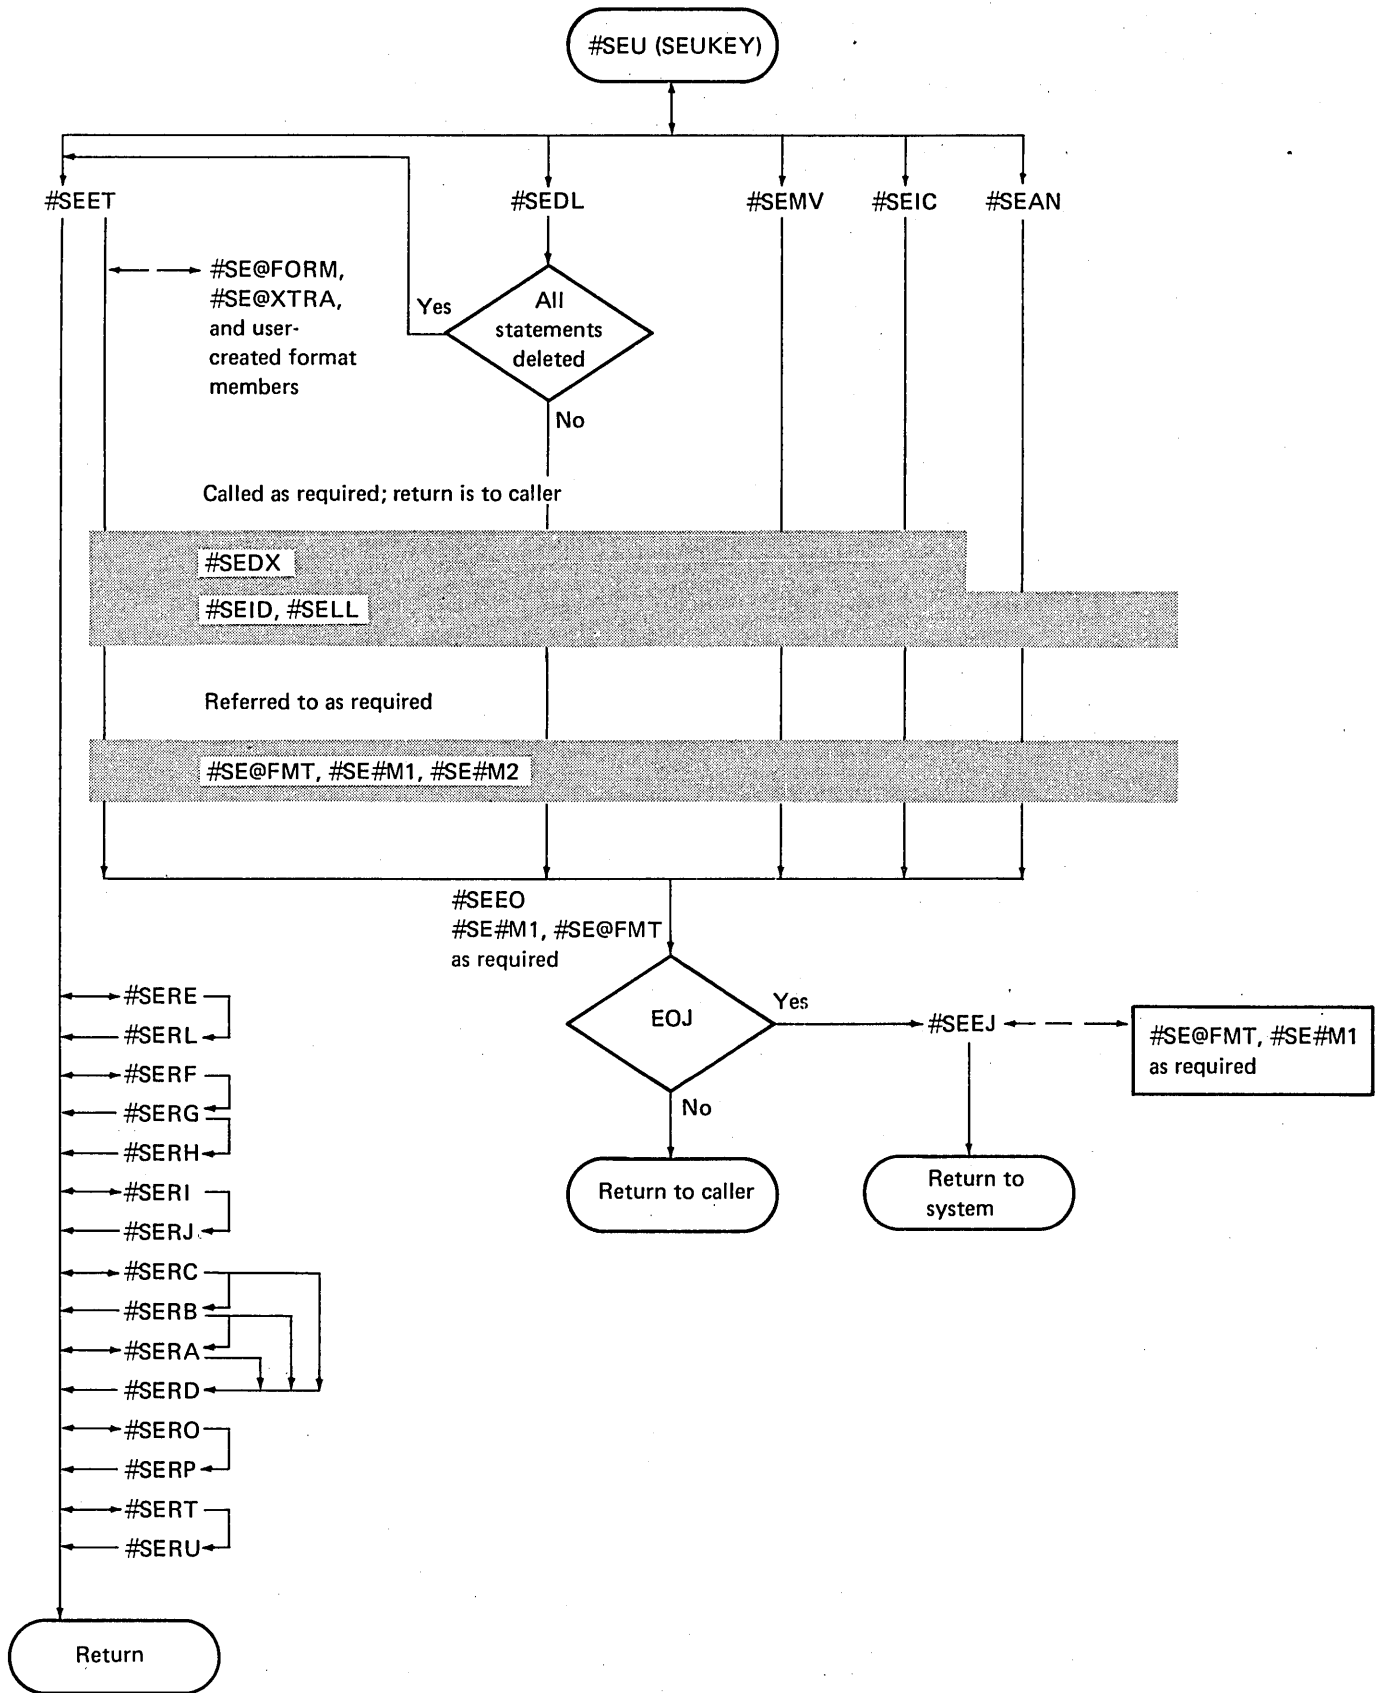 #SEU (SEUKEY)
#SEET
#SEDL
#SEMV
#SEIC
#SEAN
#SE@FORM,
#SE@XTRA,
and user-
created format
members
Yes
All
statements
deleted
No
Called as required; return is to caller
#SEDX
#SEID, #SELL
Referred to as required
#SE@FMT, #SE#M1, #SE#M2
#SEEO
#SE#M1, #SE@FMT
as required
EOJ
Yes
#SEEJ
#SE@FMT, #SE#M1
as required
No
Return to caller
Return to
system
#SERE
#SERL
#SERF
#SERG
#SERH
#SERI
#SERJ
#SERC
#SERB
#SERA
#SERD
#SERO
#SERP
#SERT
#SERU
Return